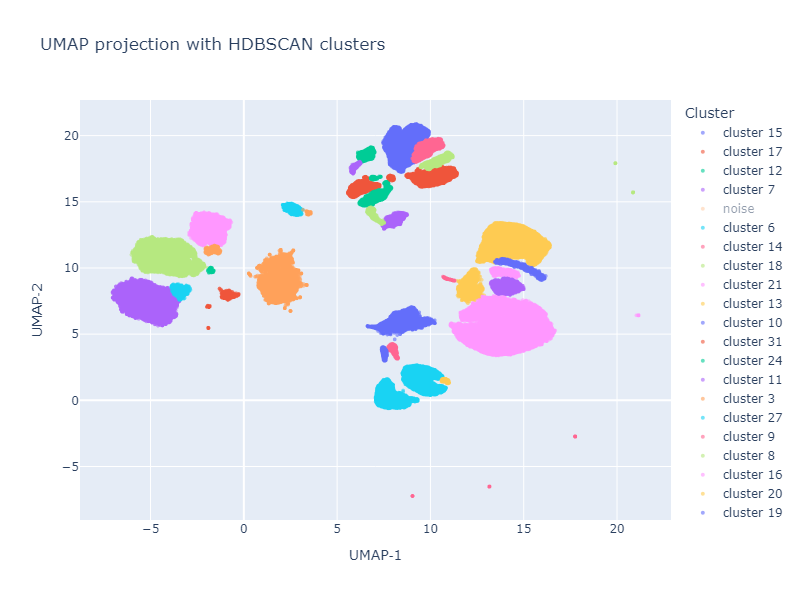 UMAP projection with HDBSCAN clusters
Cluster
cluster 15
cluster 17
cluster 12
cluster 7
noise
cluster 6
cluster 14
cluster 18
cluster 21
cluster 13
cluster 10
cluster 31
cluster 24
cluster 11
cluster 3
cluster 27
cluster 9
cluster 8
cluster 16
cluster 20
cluster 19
UMAP-2
20
15
10
5
0
−5
−5
0
5
10
15
20
UMAP-1